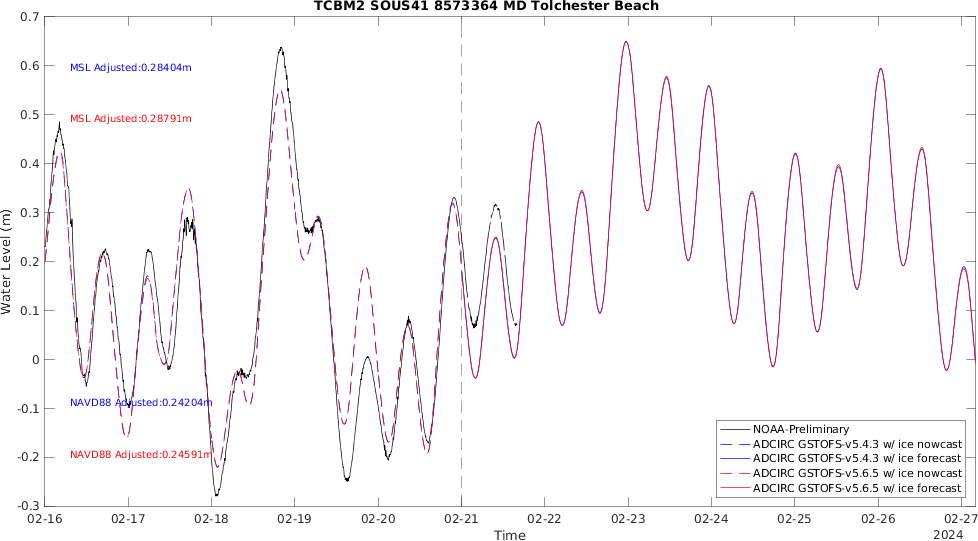 TCBM2 SOUS41 8573364 MD Tolchester Beach
0.7
0.6
0.5
0.4
0.3
0.2
0.1
0
-0.1
-0.2
-0.3
Water Level (m)
MSL Adjusted:0.28404m
MSL Adjusted:0.28791m
NAVD88 Adjusted:0.24204m
NAVD88 Adjusted:0.24591m
NOAA-Preliminary
ADCIRC GSTOFS-v5.4.3 w/ ice nowcast
ADCIRC GSTOFS-v5.4.3 w/ ice forecast
ADCIRC GSTOFS-v5.6.5 w/ ice nowcast
ADCIRC GSTOFS-v5.6.5 w/ ice forecast
02-16 02-17 02-18 02-19 02-20 02-21 02-22 02-23 02-24 02-25 02-26 02-27
Time 2024